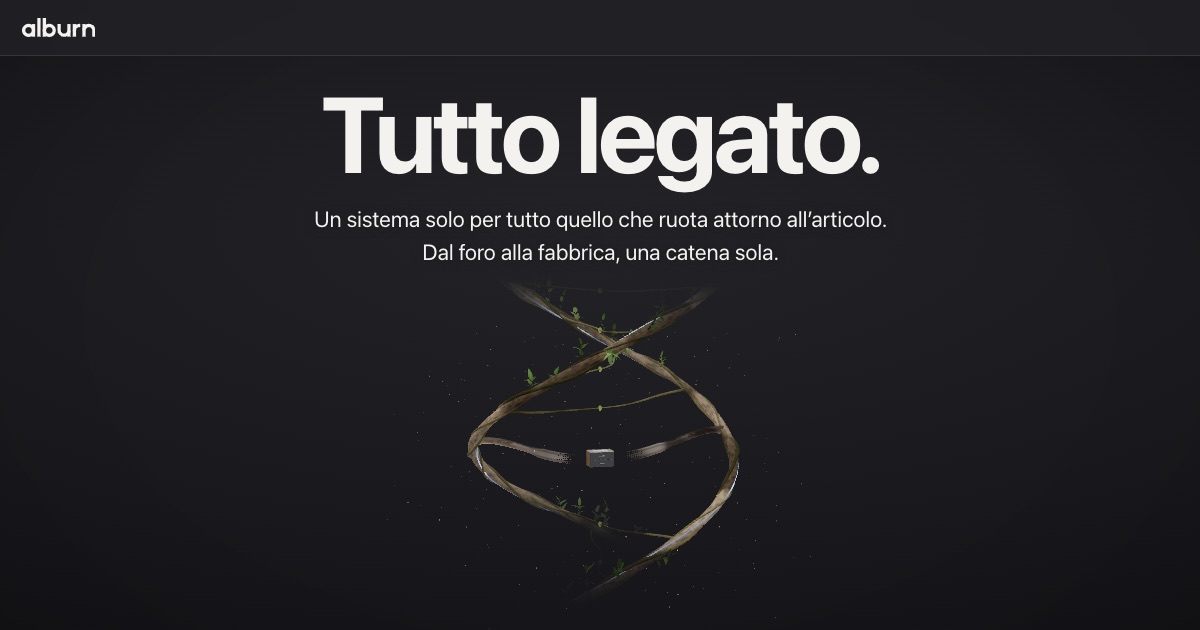 alburn
Tutto legato.
Un sistema solo per tutto quello che ruota attorno all’articolo.
Dal foro alla fabbrica, una catena sola.